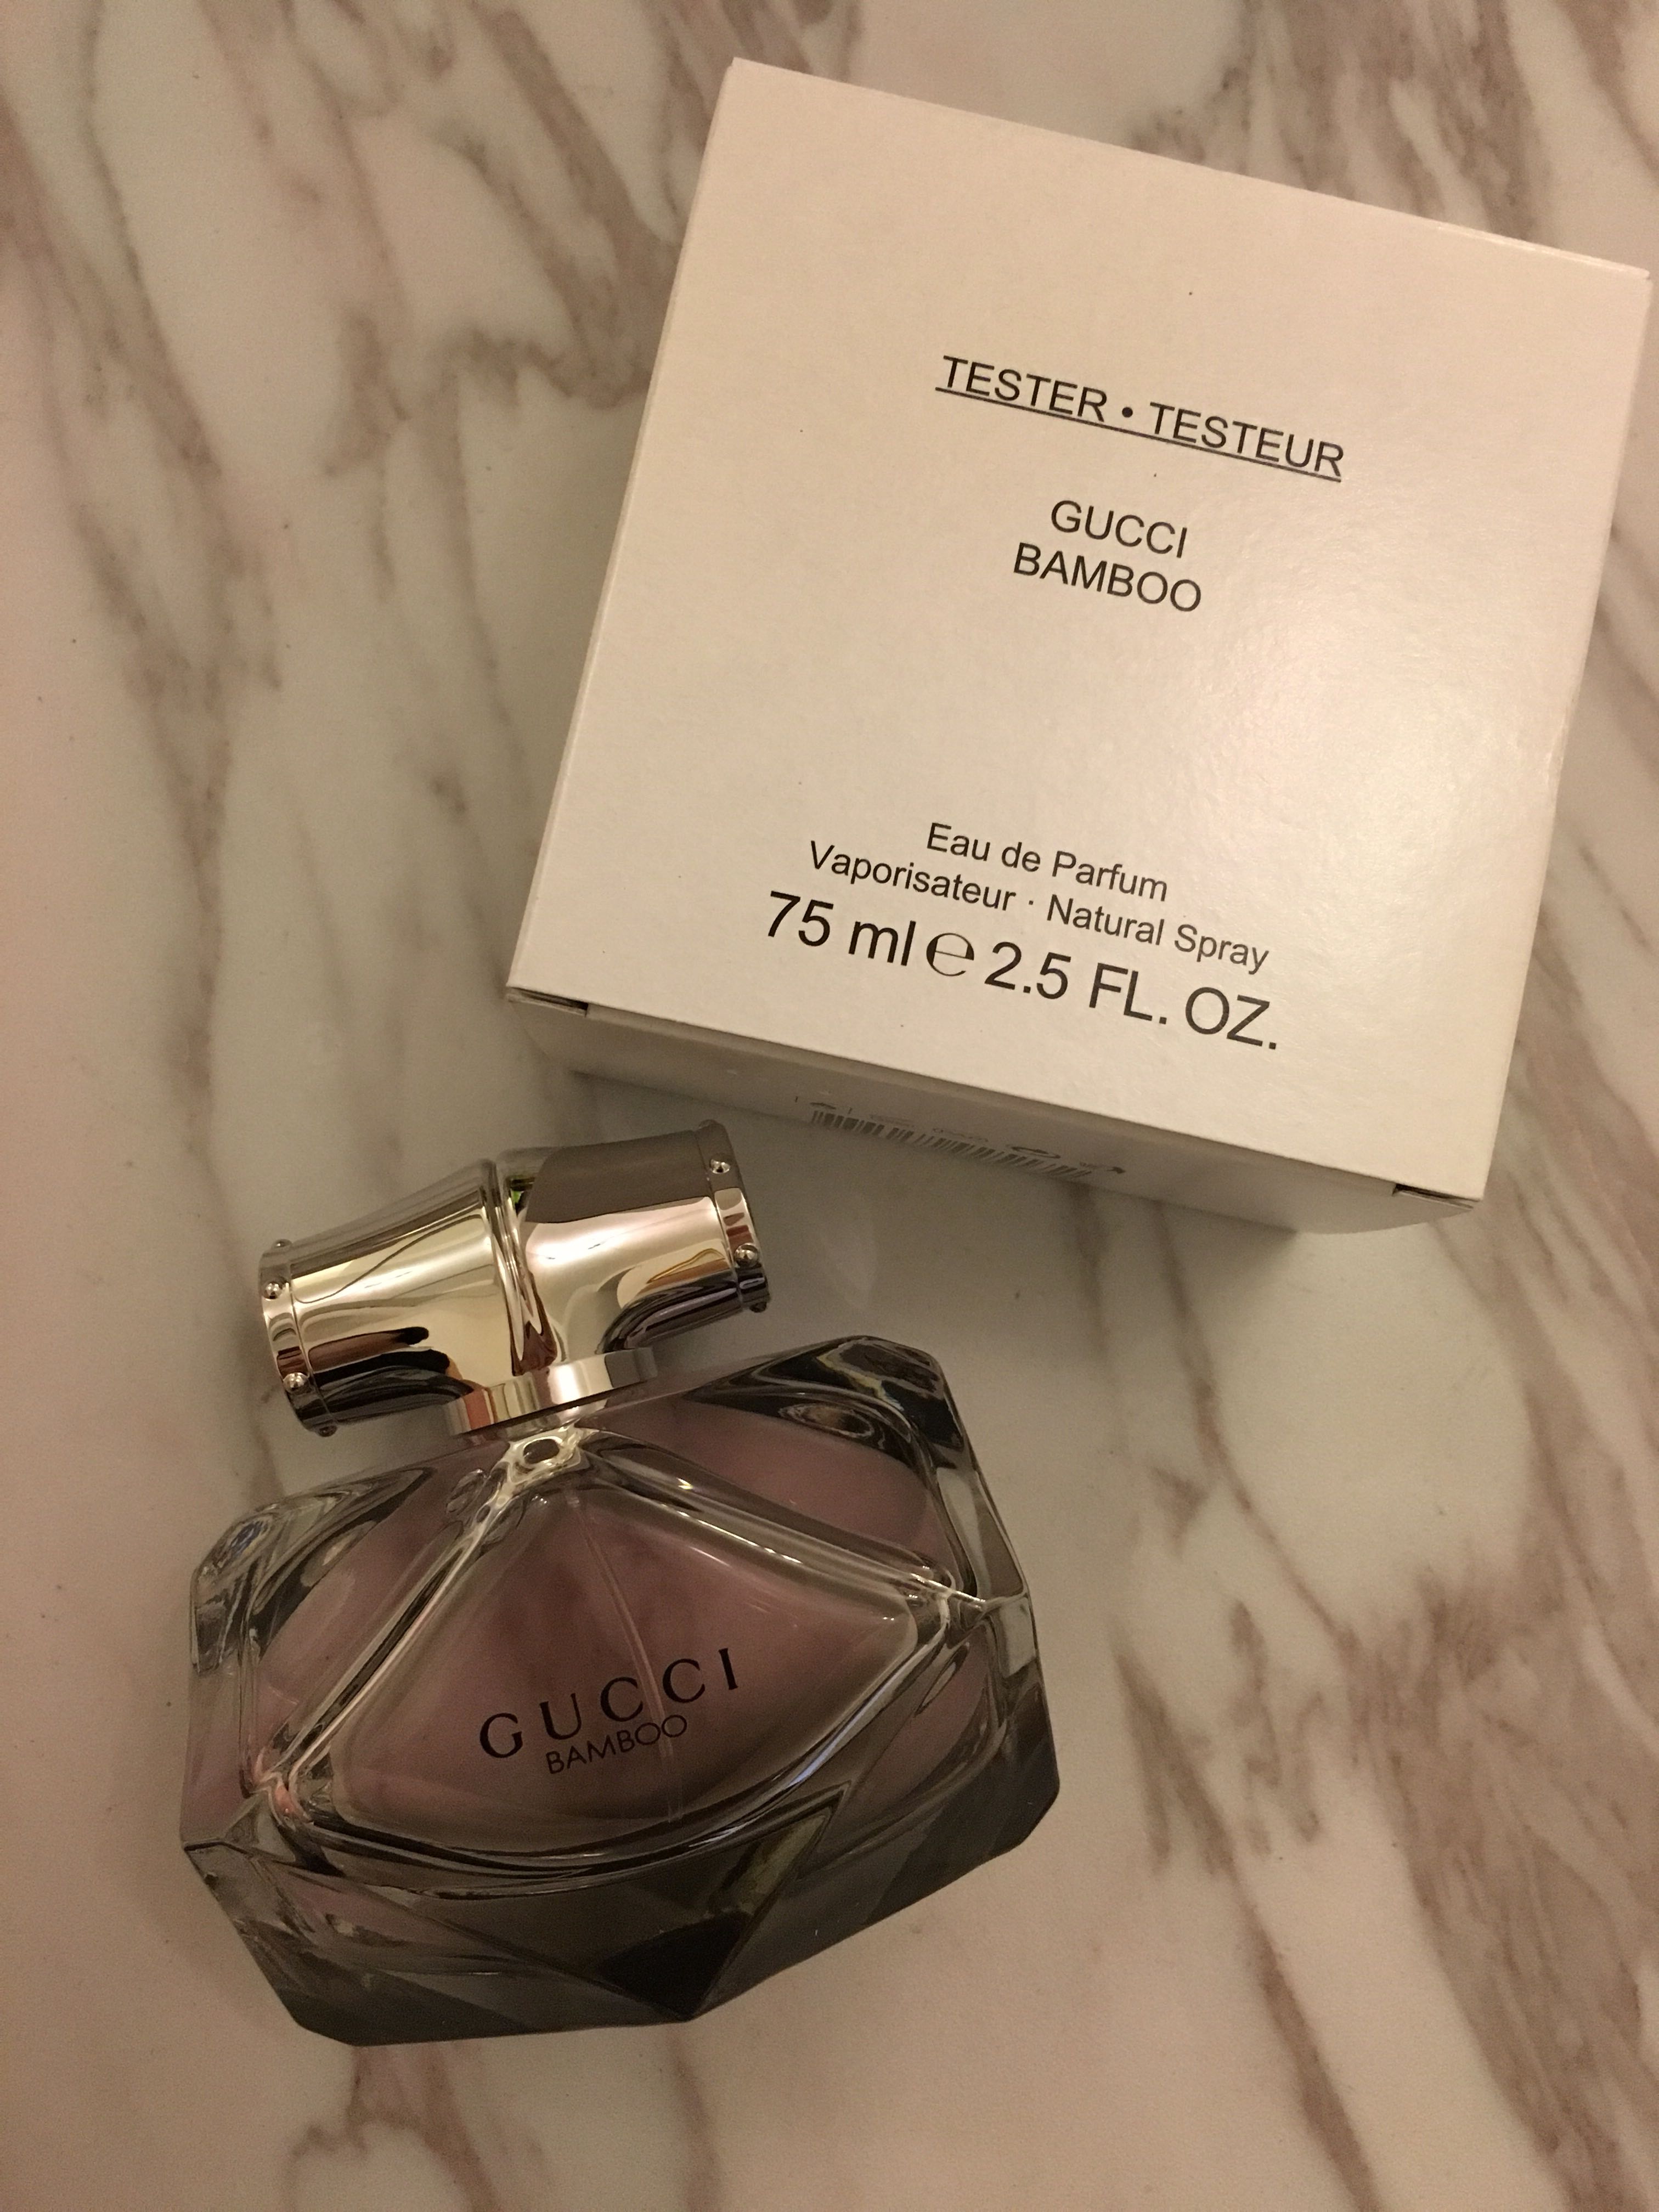 TESTER • TESTEUR
GUCCI
BAMBOO
Eau de Parfum
Vaporisateur · Natural Spray
75 ml ℮ 2.5 FL. OZ.
GUCCI
BAMBOO